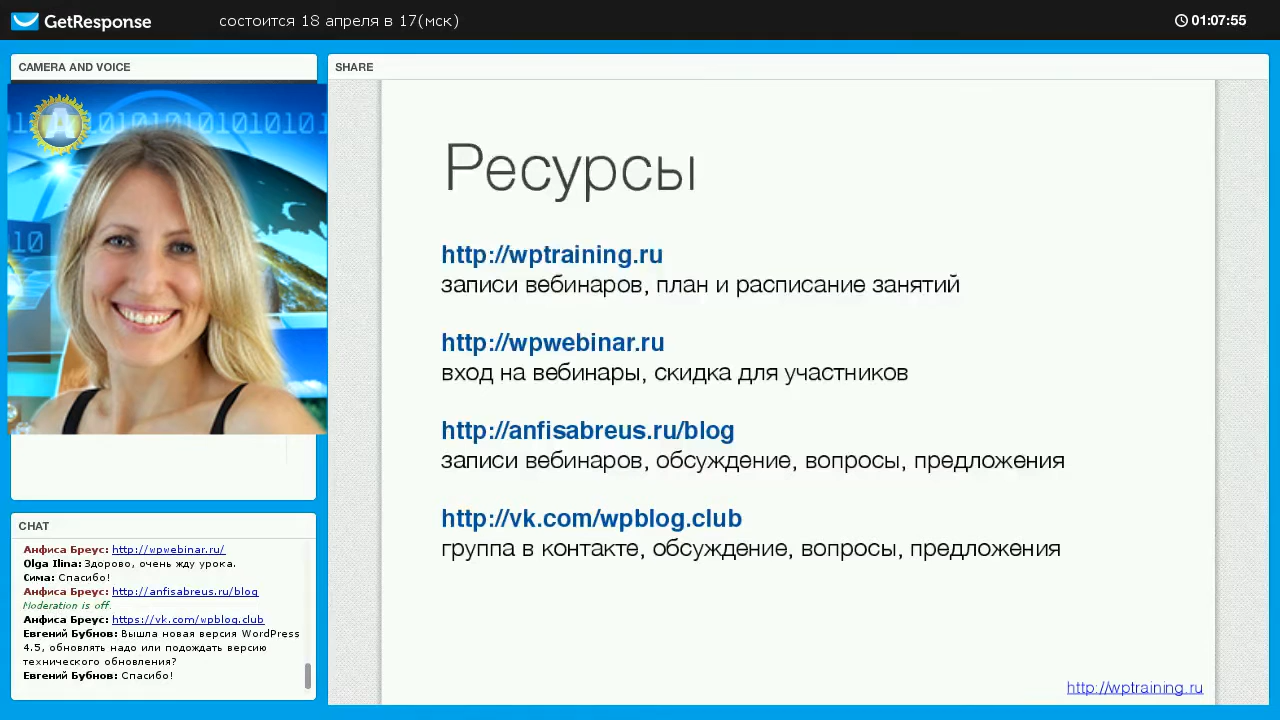 GetResponse
состоится 18 апреля в 17(мск)
01:07:55
CAMERA AND VOICE
SHARE
Ресурсы
http://wptraining.ru
записи вебинаров, план и расписание занятий
http://wpwebinar.ru
вход на вебинары, скидка для участников
http://anfisabreus.ru/blog
записи вебинаров, обсуждение, вопросы, предложения
http://vk.com/wpblog.club
группа в контакте, обсуждение, вопросы, предложения
http://wptraining.ru
CHAT
Анфиса Бреус: http://wpwebinar.ru/
Olga Ilina: Здорово, очень жду урока.
Сима: Спасибо!
Анфиса Бреус: http://anfisabreus.ru/blog
Moderation is off.
Анфиса Бреус: https://vk.com/wpblog.club
Евгений Бубнов: Вышла новая версия WordPress
4.5, обновлять надо или подождать версию
технического обновления?
Евгений Бубнов: Спасибо!